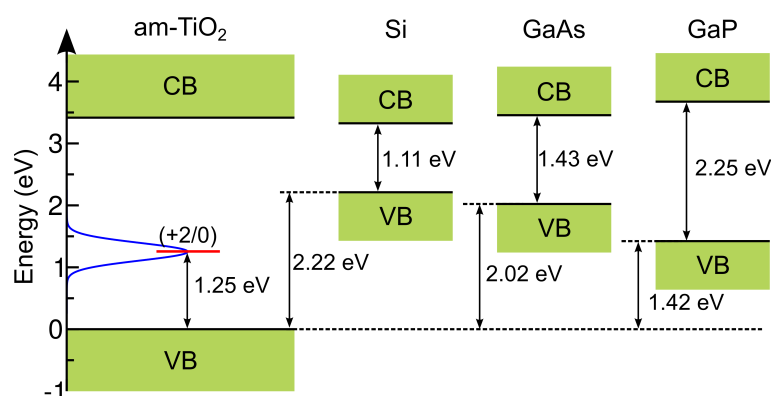 am-TiO₂ Si GaAs GaP
Energy (eV)
4
3
2
1
0
-1
CB
(+2/0)
1.25 eV
VB
2.22 eV
CB
1.11 eV
VB
CB
1.43 eV
VB
2.02 eV
CB
2.25 eV
VB
1.42 eV